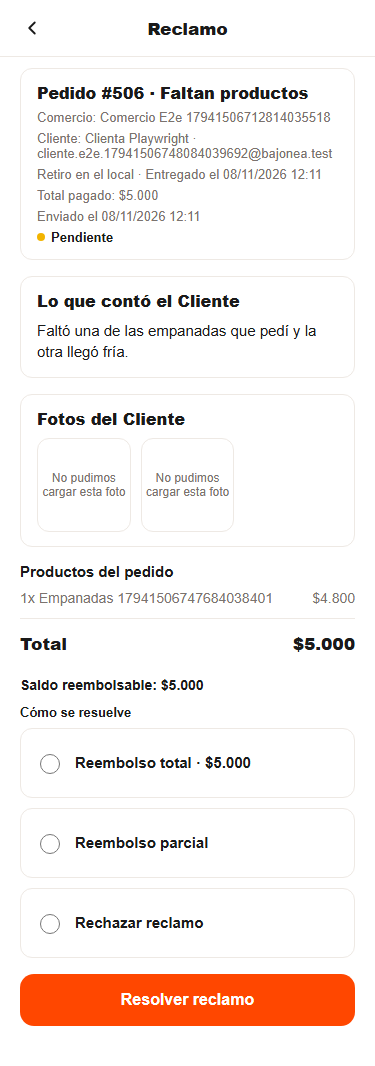 Reclamo
Pedido #506 · Faltan productos
Comercio: Comercio E2e 17941506712814035518
Cliente: Clienta Playwright ·
cliente.e2e.17941506748084039692@bajonea.test
Retiro en el local · Entregado el 08/11/2026 12:11
Total pagado: $5.000
Enviado el 08/11/2026 12:11
Pendiente
Lo que contó el Cliente
Faltó una de las empanadas que pedí y la
otra llegó fría.
Fotos del Cliente
No pudimos
cargar esta foto
No pudimos
cargar esta foto
Productos del pedido
1x Empanadas 17941506747684038401 $4.800
Total $5.000
Saldo reembolsable: $5.000
Cómo se resuelve
Reembolso total · $5.000
Reembolso parcial
Rechazar reclamo
Resolver reclamo